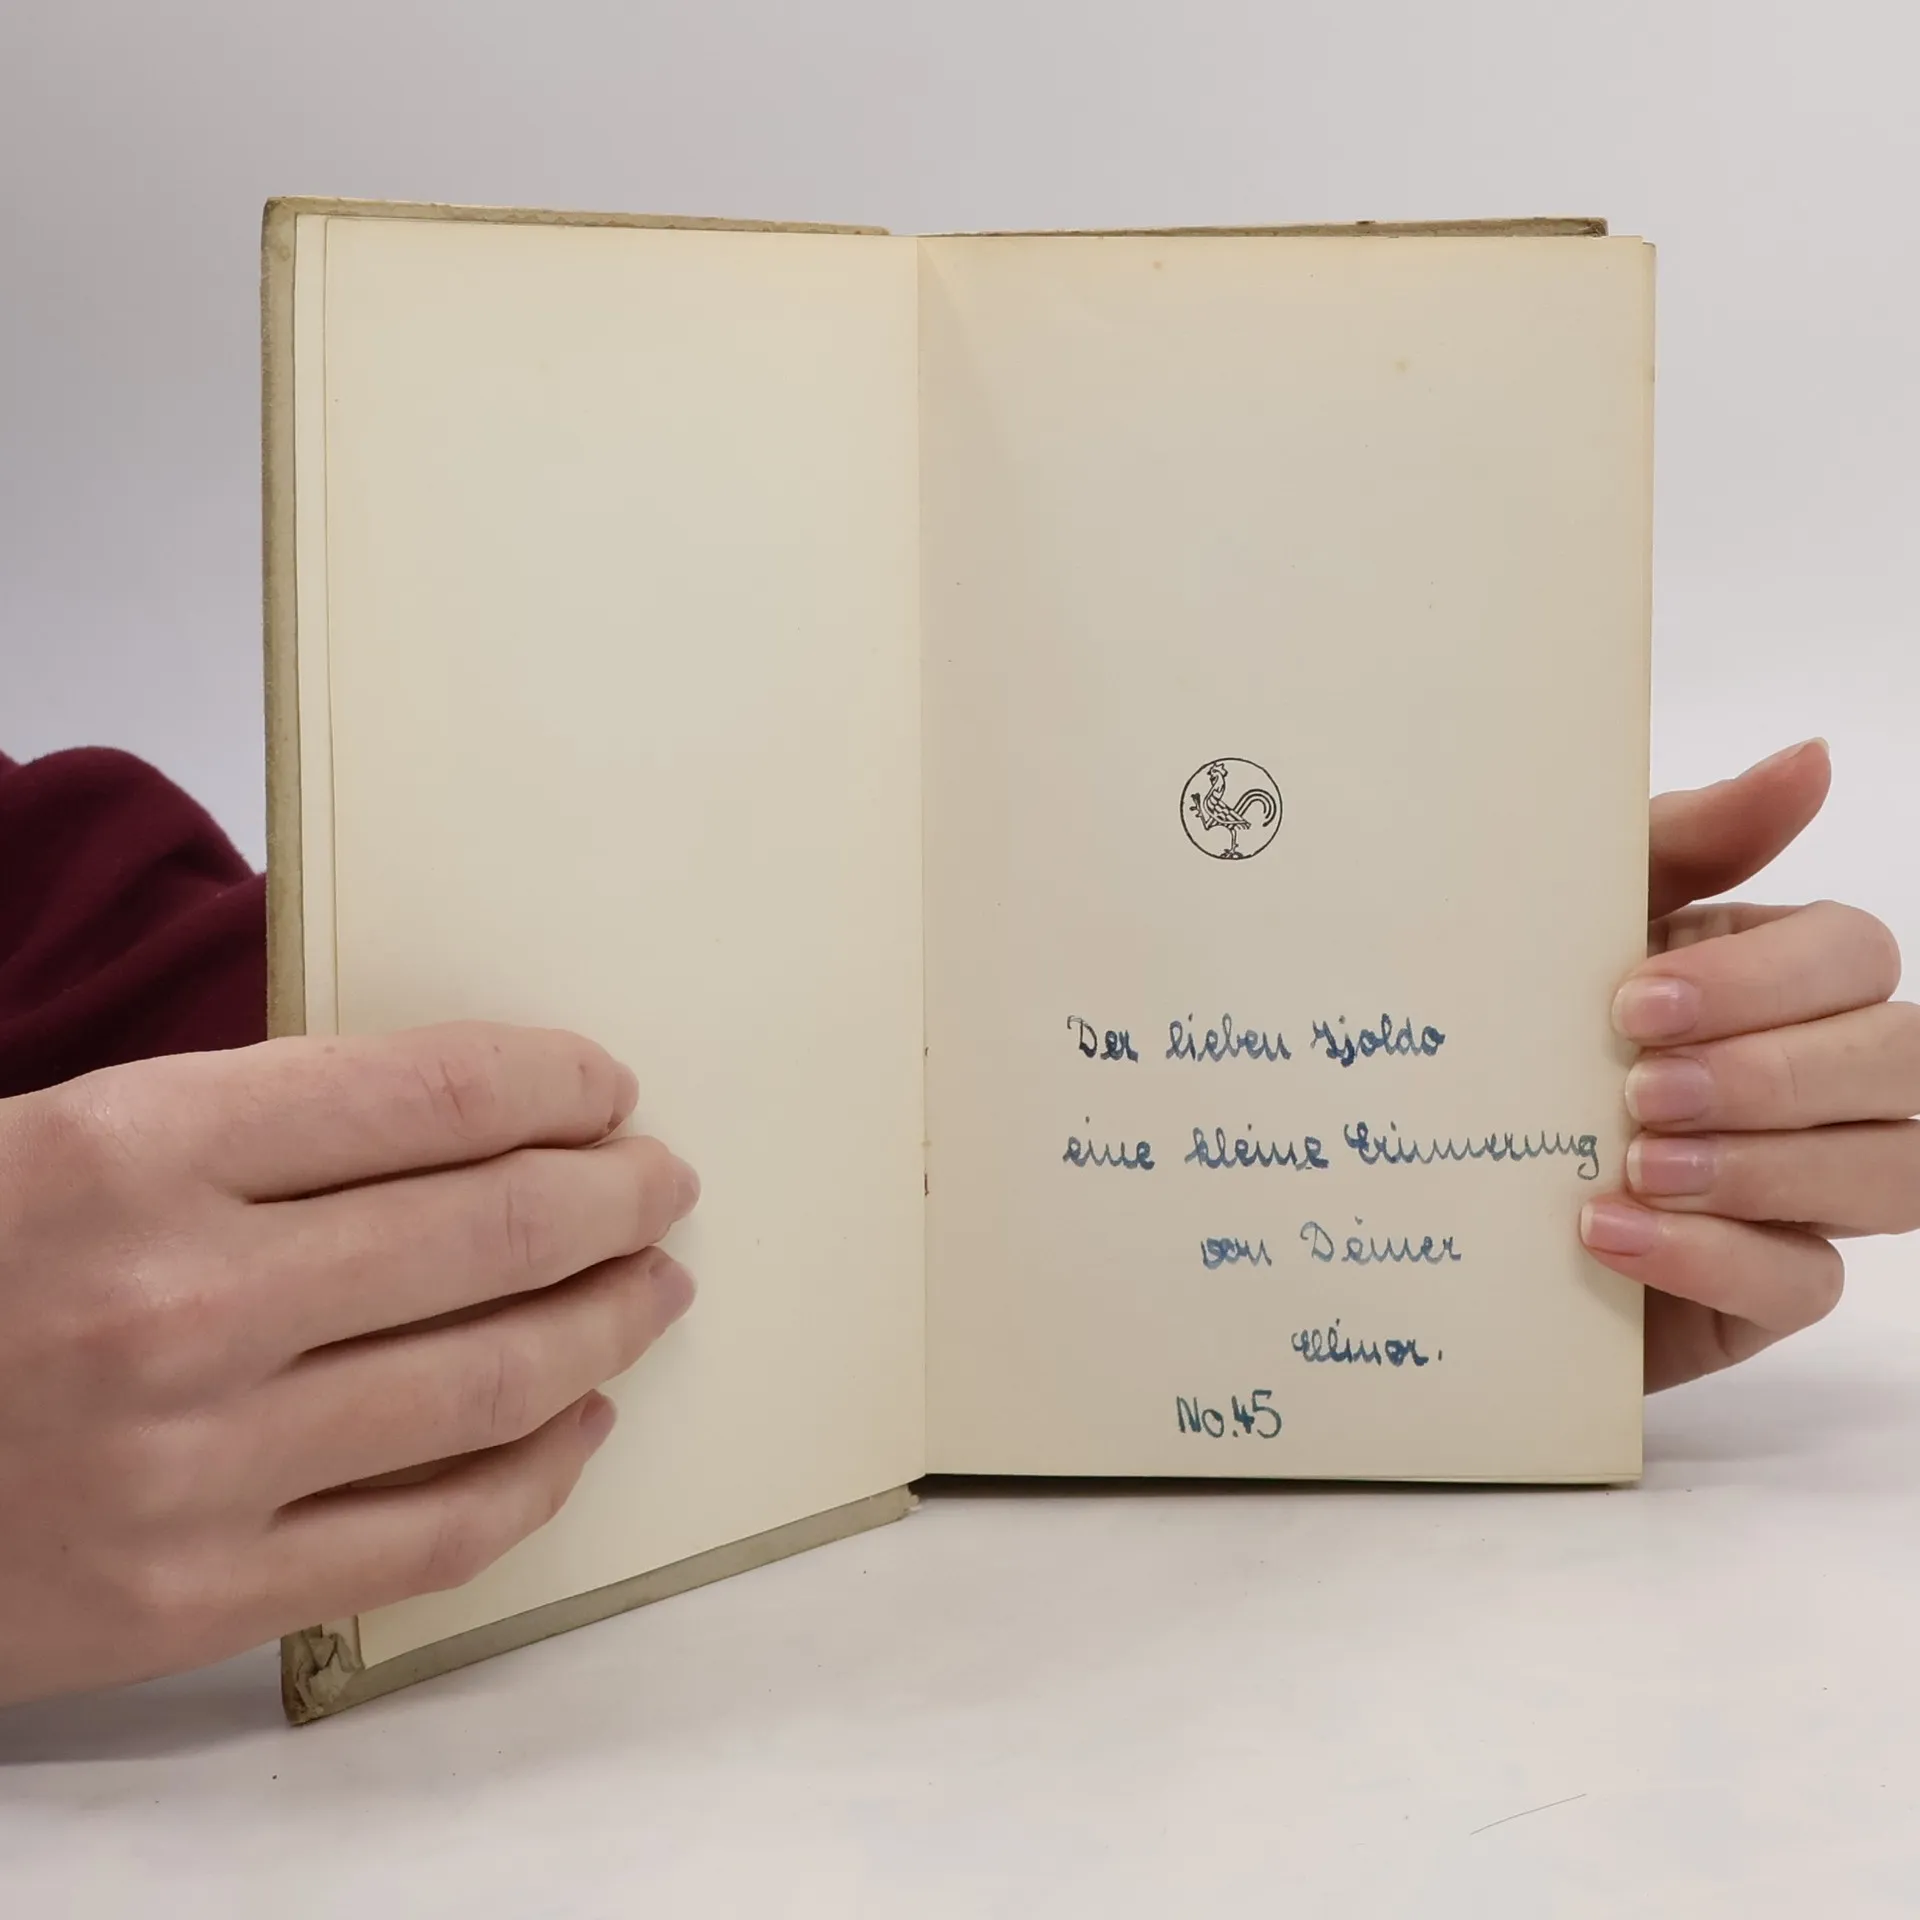 Der lieben Isolde
eine kleine Erinnerung
von Deiner
Elinor.
No.45